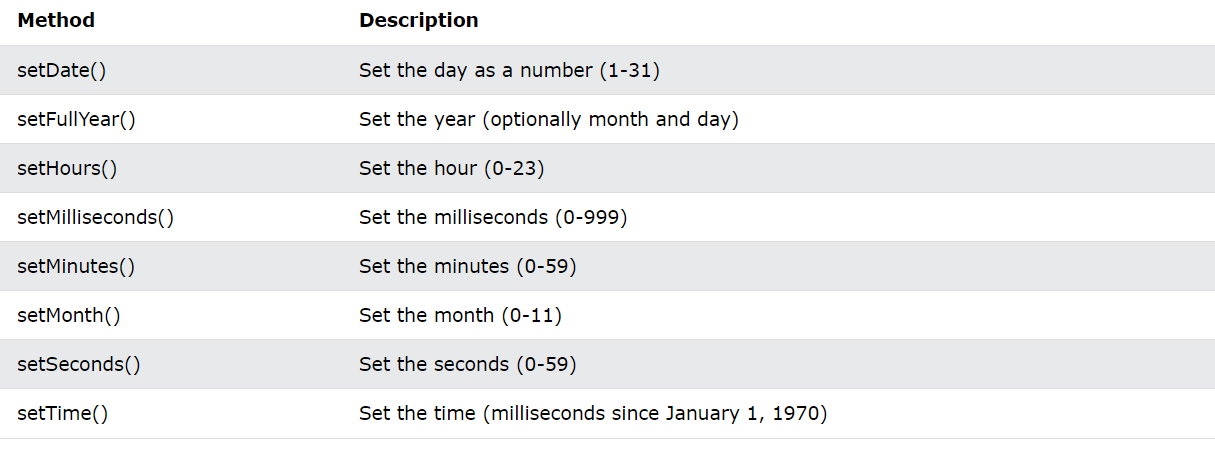 Method Description
setDate() Set the day as a number (1-31)
setFullYear() Set the year (optionally month and day)
setHours() Set the hour (0-23)
setMilliseconds() Set the milliseconds (0-999)
setMinutes() Set the minutes (0-59)
setMonth() Set the month (0-11)
setSeconds() Set the seconds (0-59)
setTime() Set the time (milliseconds since January 1, 1970)